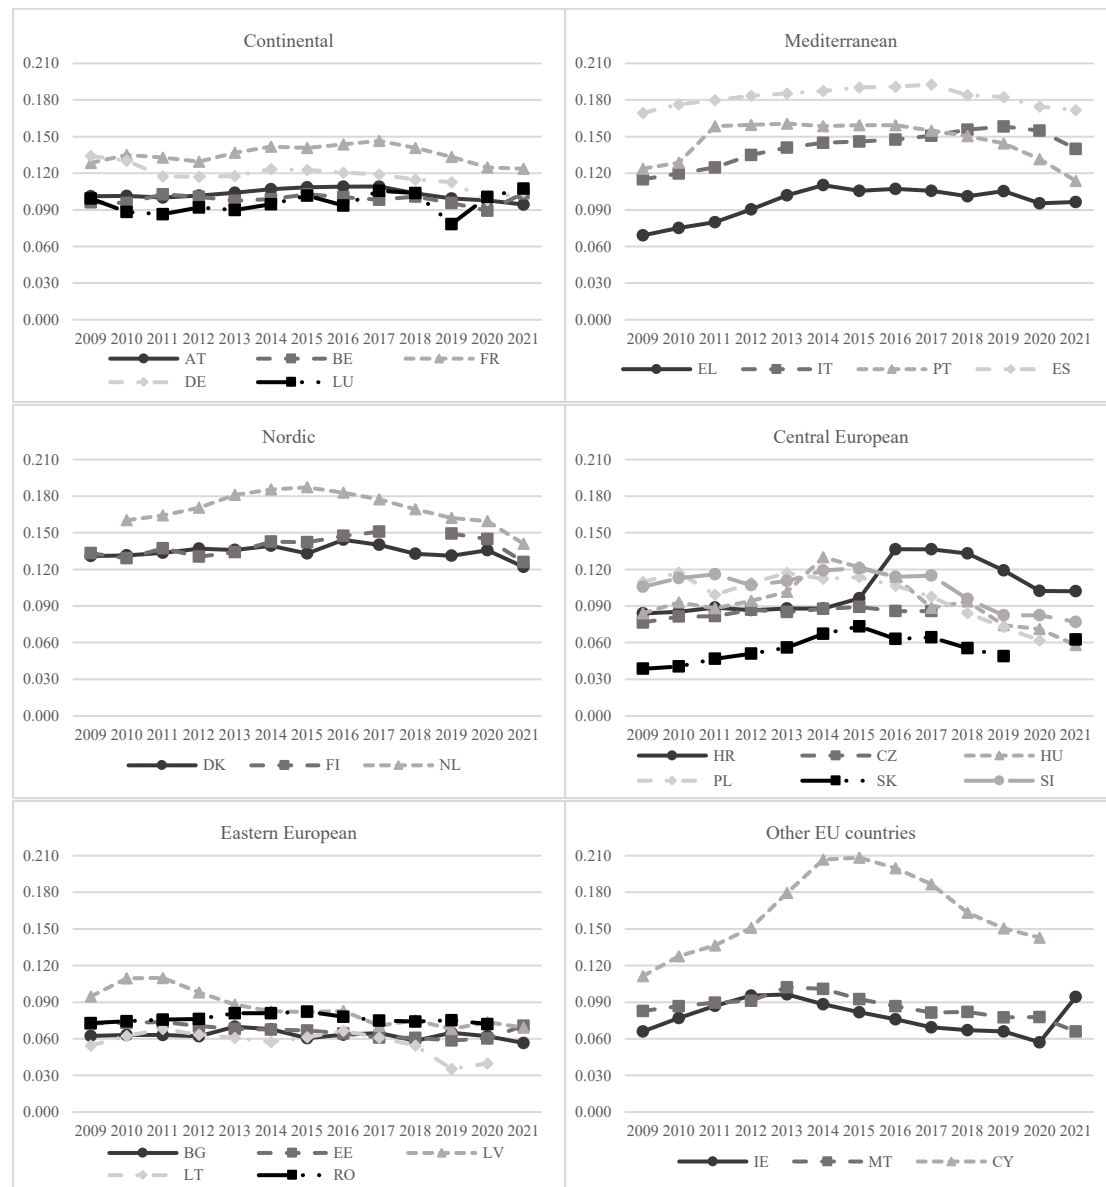 Continental
0.210
0.180
0.150
0.120
0.090
0.060
0.030
0.000
2009 2010 2011 2012 2013 2014 2015 2016 2017 2018 2019 2020 2021
AT BE FR
DE LU
Mediterranean
0.210
0.180
0.150
0.120
0.090
0.060
0.030
0.000
2009 2010 2011 2012 2013 2014 2015 2016 2017 2018 2019 2020 2021
EL IT PT ES
Nordic
0.210
0.180
0.150
0.120
0.090
0.060
0.030
0.000
2009 2010 2011 2012 2013 2014 2015 2016 2017 2018 2019 2020 2021
DK FI NL
Central European
0.210
0.180
0.150
0.120
0.090
0.060
0.030
0.000
2009 2010 2011 2012 2013 2014 2015 2016 2017 2018 2019 2020 2021
HR CZ HU
PL SK SI
Eastern European
0.210
0.180
0.150
0.120
0.090
0.060
0.030
0.000
2009 2010 2011 2012 2013 2014 2015 2016 2017 2018 2019 2020 2021
BG EE LV
LT RO
Other EU countries
0.210
0.180
0.150
0.120
0.090
0.060
0.030
0.000
2009 2010 2011 2012 2013 2014 2015 2016 2017 2018 2019 2020 2021
IE MT CY